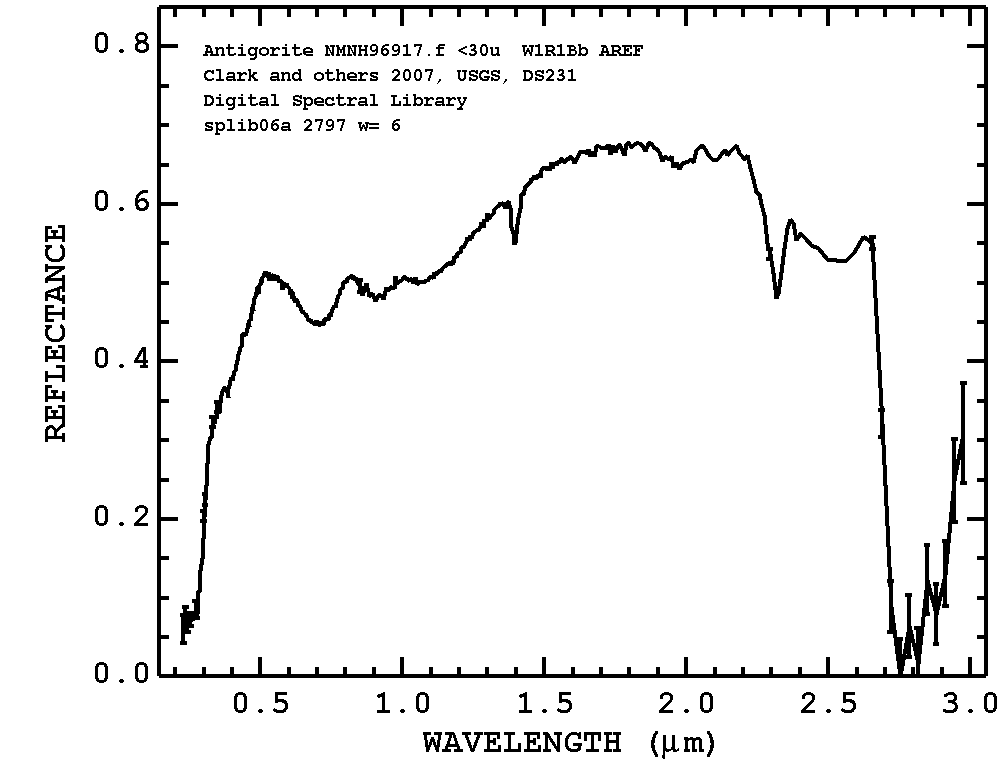 Antigorite NMNH96917.f <30u  W1R1Bb AREF
Clark and others 2007, USGS, DS231
Digital Spectral Library
splib06a 2797 w= 6
0.8
0.6
0.4
0.2
0.0
REFLECTANCE
0.5 1.0 1.5 2.0 2.5 3.0
WAVELENGTH (μm)